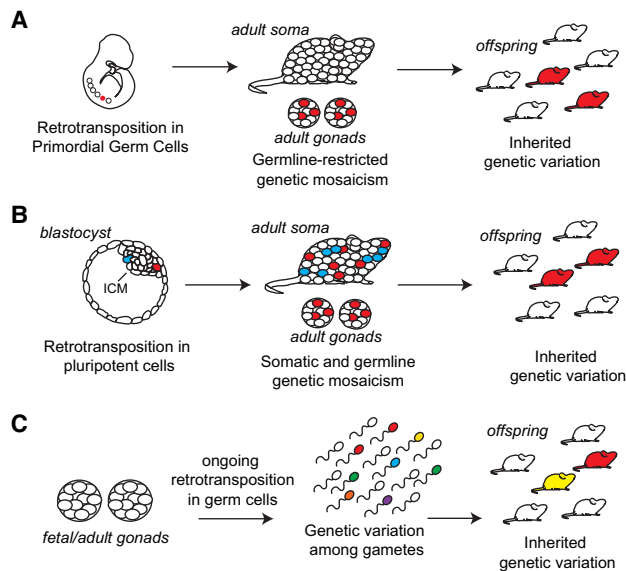 A
adult soma
offspring
Retrotransposition in
Primordial Germ Cells
adult gonads
Germline-restricted
genetic mosaicism
Inherited
genetic variation
B
blastocyst
adult soma
offspring
ICM
adult gonads
Retrotransposition in
pluripotent cells
Somatic and germline
genetic mosaicism
Inherited
genetic variation
C
offspring
ongoing
retrotransposition
in germ cells
fetal/adult gonads
Genetic variation
among gametes
Inherited
genetic variation